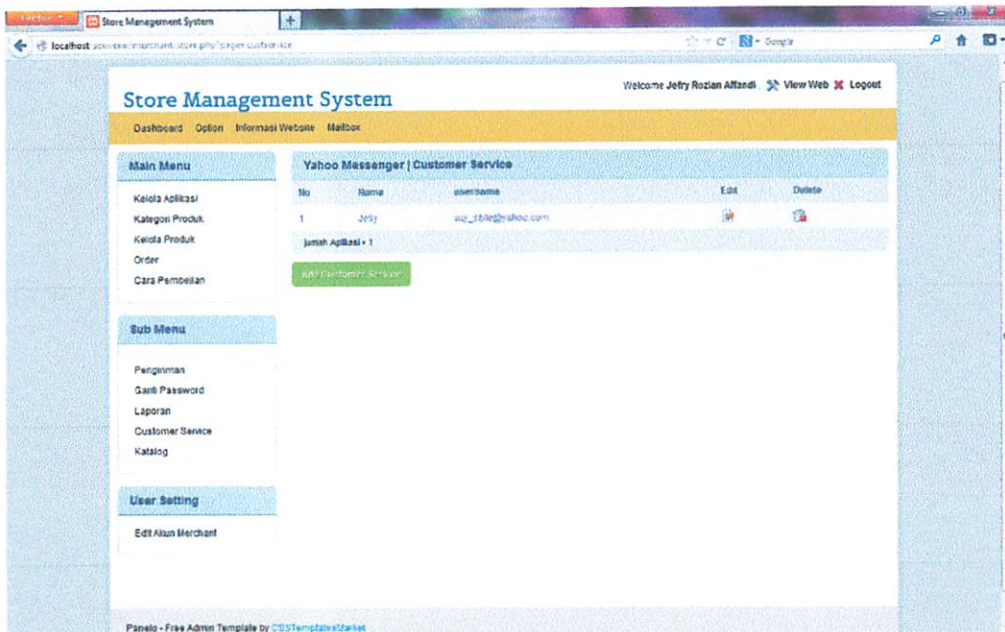 Store Management System
localhost
Google
Store Management System
Welcome Jefry Rozian Affandi View Web Logout
Dashboard Option Informasi Website Mailbox
Main Menu
Kelola Aplikasi
Kategori Produk
Kelola Produk
Order
Cara Pembelian
Yahoo Messenger | Customer Service
No Name username Edit Delete
1
Jumlah Aplikasi = 1
Add Customer Service
Sub Menu
Pengiriman
Ganti Password
Laporan
Customer Service
Katalog
User Setting
Edit Akun Merchant
Panelo - Free Admin Template by CSSTemplatesMarket